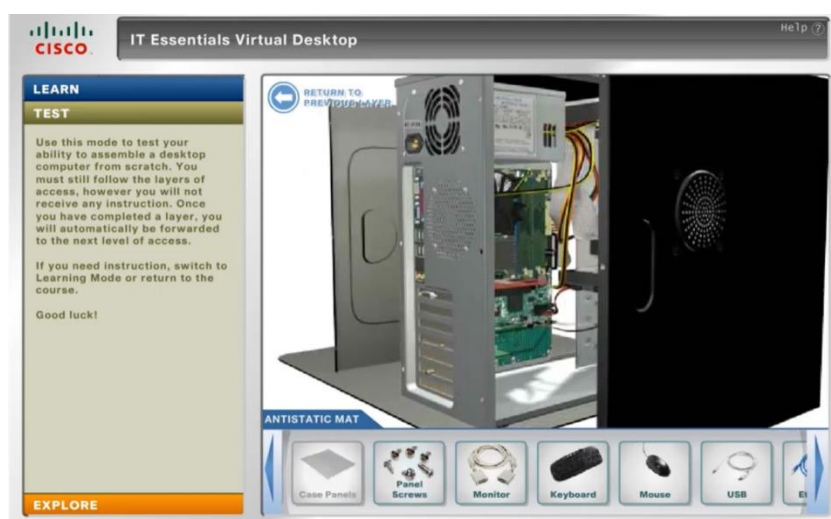 CISCO
IT Essentials Virtual Desktop
Help ?
LEARN
TEST
Use this mode to test your
ability to assemble a desktop
computer from scratch. You
must still follow the layers of
access, however you will not
receive any instruction. Once
you have completed a layer, you
will automatically be forwarded
to the next level of access.
If you need instruction, switch to
Learning Mode or return to the
course.
Good luck!
EXPLORE
RETURN TO
PREVIOUS LAYER
ANTISTATIC MAT
Case Panels
Panel
Screws
Monitor
Keyboard
Mouse
USB